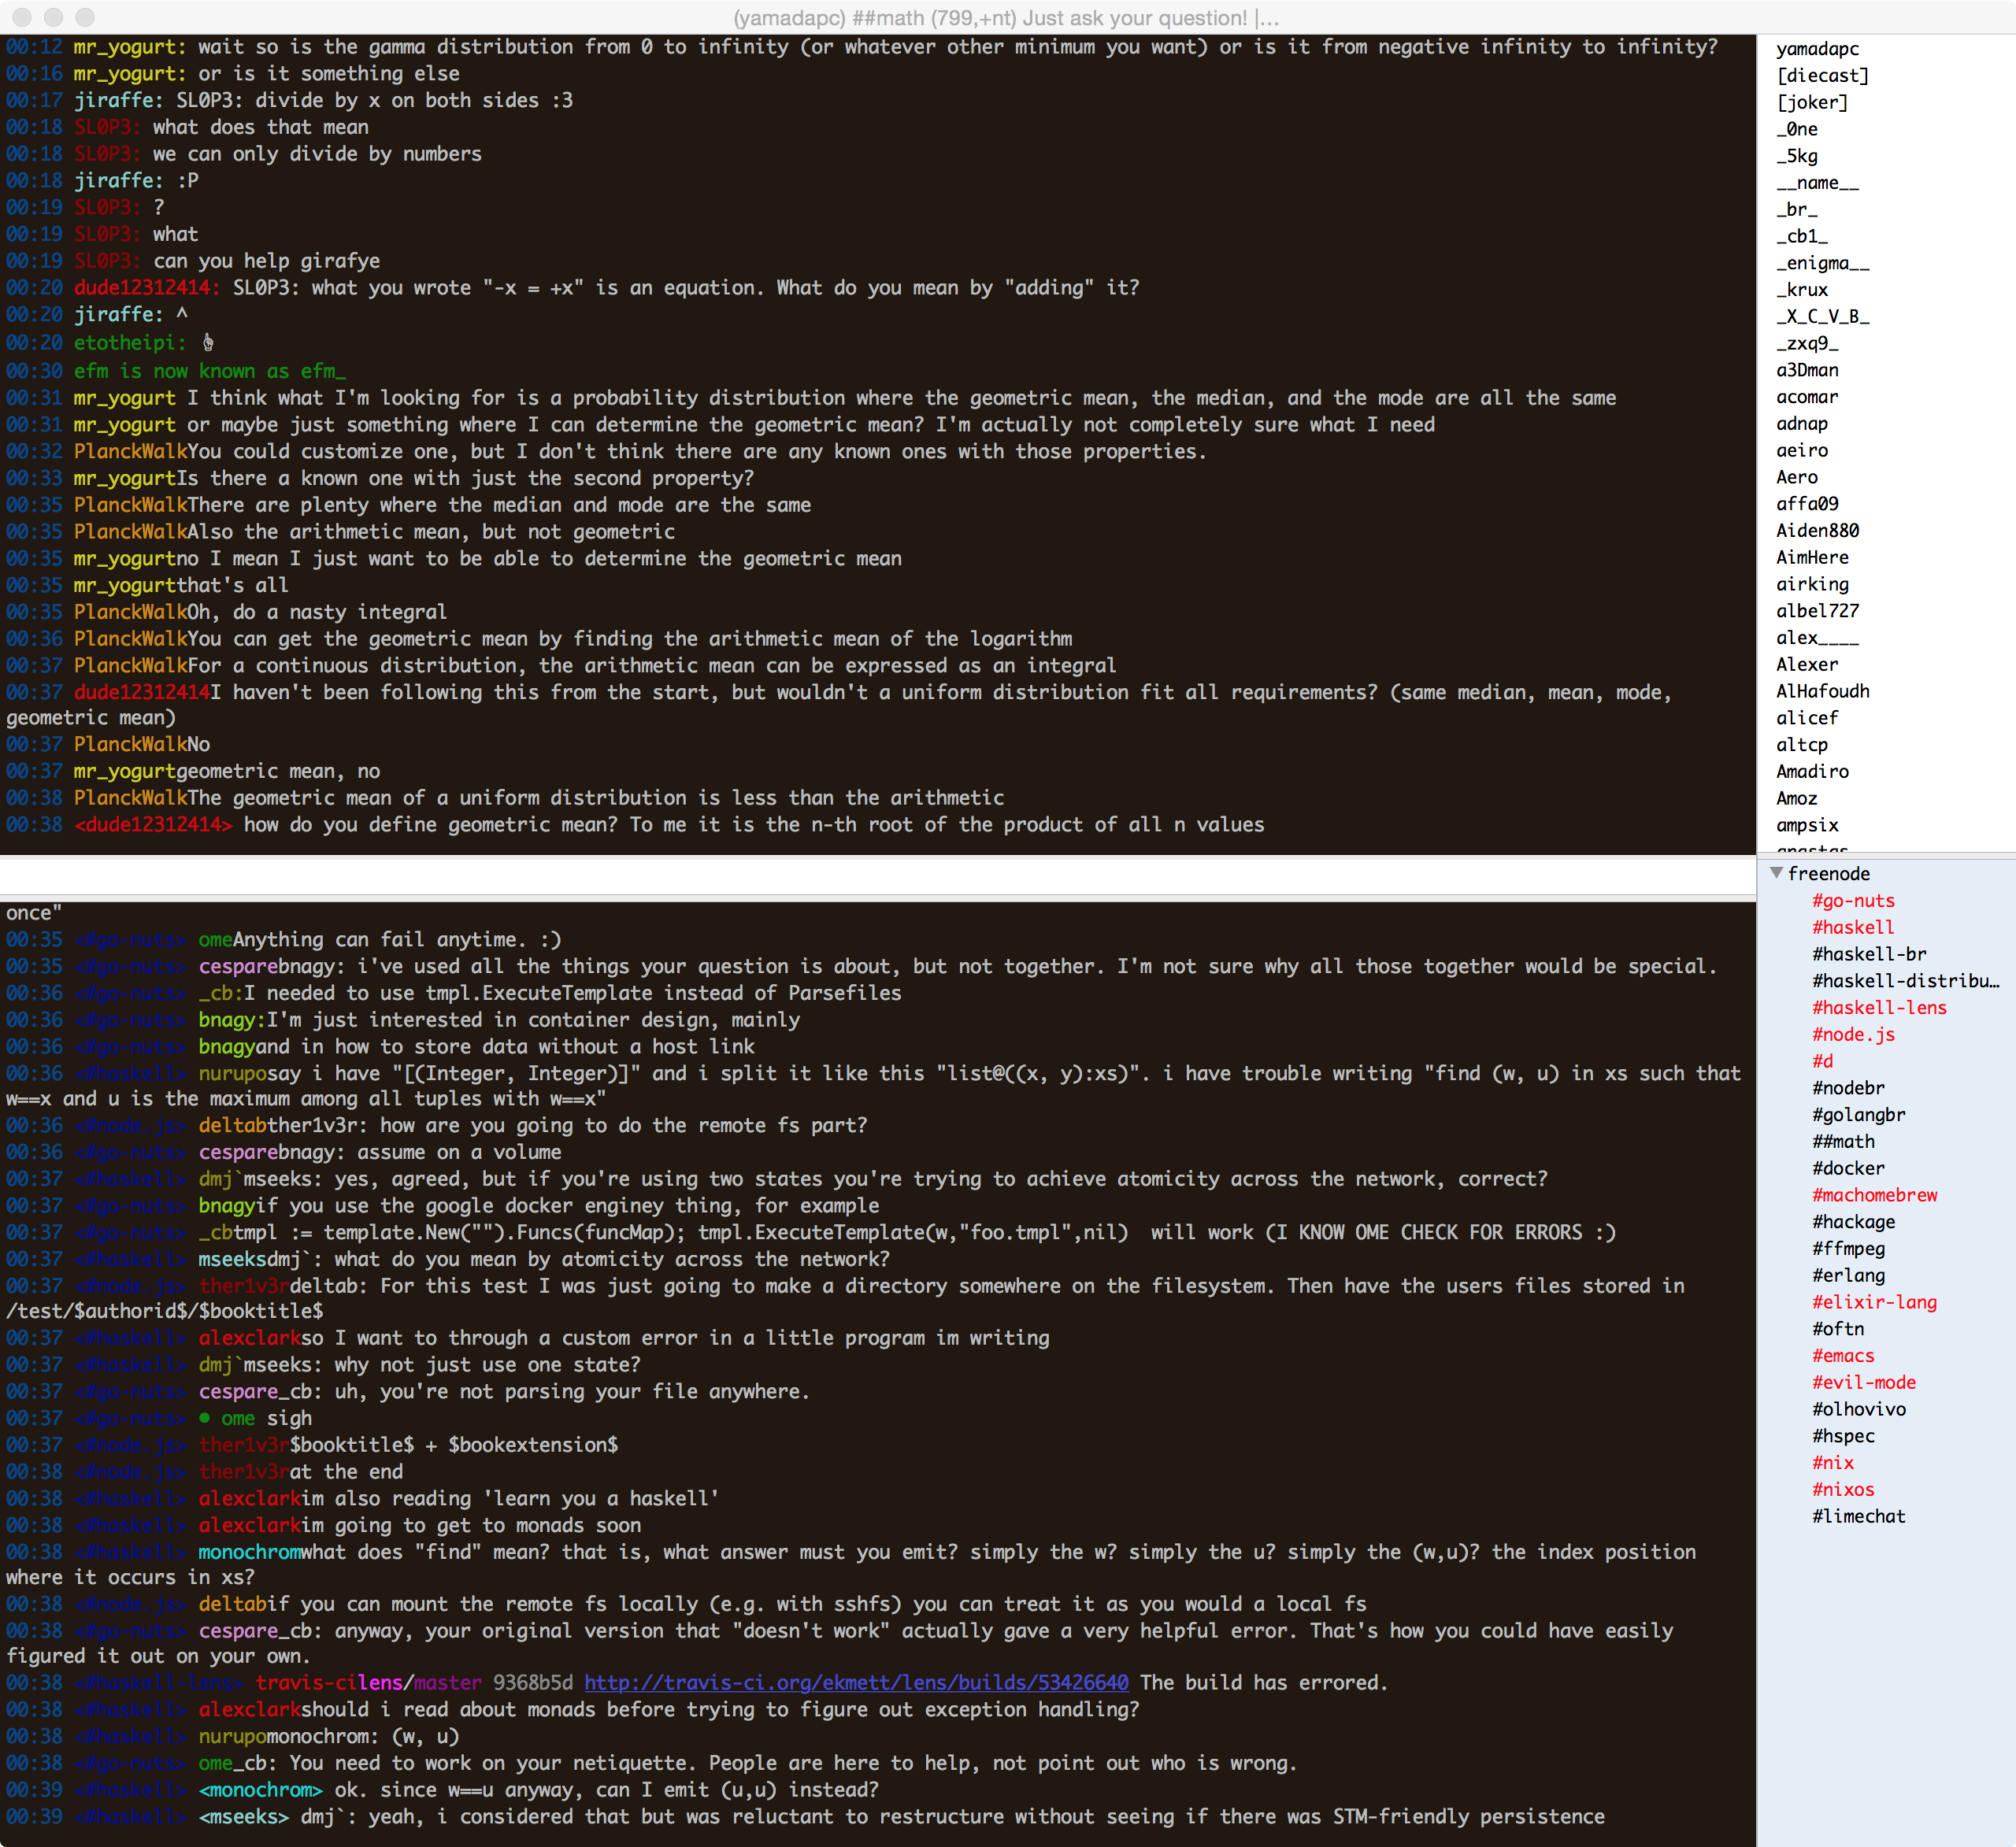 (yamadapc) ##math (799,+nt) Just ask your question! |…
00:12 mr_yogurt: wait so is the gamma distribution from 0 to infinity (or whatever other minimum you want) or is it from negative infinity to infinity?
00:16 mr_yogurt: or is it something else
00:17 jiraffe: SL0P3: divide by x on both sides :3
00:18 SL0P3: what does that mean
00:18 SL0P3: we can only divide by numbers
00:18 jiraffe: :P
00:19 SL0P3: ?
00:19 SL0P3: what
00:19 SL0P3: can you help girafye
00:20 dude12312414: SL0P3: what you wrote "-x = +x" is an equation. What do you mean by "adding" it?
00:20 jiraffe: ^
00:20 etotheipi: ☝
00:30 efm is now known as efm_
00:31 mr_yogurt I think what I'm looking for is a probability distribution where the geometric mean, the median, and the mode are all the same
00:31 mr_yogurt or maybe just something where I can determine the geometric mean? I'm actually not completely sure what I need
00:32 PlanckWalkYou could customize one, but I don't think there are any known ones with those properties.
00:33 mr_yogurtIs there a known one with just the second property?
00:35 PlanckWalkThere are plenty where the median and mode are the same
00:35 PlanckWalkAlso the arithmetic mean, but not geometric
00:35 mr_yogurtno I mean I just want to be able to determine the geometric mean
00:35 mr_yogurtthat's all
00:35 PlanckWalkOh, do a nasty integral
00:36 PlanckWalkYou can get the geometric mean by finding the arithmetic mean of the logarithm
00:37 PlanckWalkFor a continuous distribution, the arithmetic mean can be expressed as an integral
00:37 dude12312414I haven't been following this from the start, but wouldn't a uniform distribution fit all requirements? (same median, mean, mode,
geometric mean)
00:37 PlanckWalkNo
00:37 mr_yogurtgeometric mean, no
00:38 PlanckWalkThe geometric mean of a uniform distribution is less than the arithmetic
00:38 <dude12312414> how do you define geometric mean? To me it is the n-th root of the product of all n values
yamadapc
[diecast]
[joker]
_0ne
_5kg
__name__
_br_
_cb1_
_enigma__
_krux
_X_C_V_B_
_zxq9_
a3Dman
acomar
adnap
aeiro
Aero
affa09
Aiden880
AimHere
airking
albel727
alex____
Alexer
AlHafoudh
alicef
altcp
Amadiro
Amoz
ampsix
once"
00:35 <#go-nuts> omeAnything can fail anytime. :)
00:35 <#go-nuts> cesparebnagy: i've used all the things your question is about, but not together. I'm not sure why all those together would be special.
00:36 <#go-nuts> _cb:I needed to use tmpl.ExecuteTemplate instead of Parsefiles
00:36 <#go-nuts> bnagy:I'm just interested in container design, mainly
00:36 <#go-nuts> bnagyand in how to store data without a host link
00:36 <#haskell> nuruposay i have "[(Integer, Integer)]" and i split it like this "list@((x, y):xs)". i have trouble writing "find (w, u) in xs such that
w==x and u is the maximum among all tuples with w==x"
00:36 <#node.js> deltabther1v3r: how are you going to do the remote fs part?
00:36 <#go-nuts> cesparebnagy: assume on a volume
00:37 <#haskell> dmj`mseeks: yes, agreed, but if you're using two states you're trying to achieve atomicity across the network, correct?
00:37 <#go-nuts> bnagyif you use the google docker enginey thing, for example
00:37 <#go-nuts> _cbtmpl := template.New("").Funcs(funcMap); tmpl.ExecuteTemplate(w,"foo.tmpl",nil)  will work (I KNOW OME CHECK FOR ERRORS :)
00:37 <#haskell> mseeksdmj`: what do you mean by atomicity across the network?
00:37 <#node.js> ther1v3rdeltab: For this test I was just going to make a directory somewhere on the filesystem. Then have the users files stored in
/test/$authorid$/$booktitle$
00:37 <#haskell> alexclarkso I want to through a custom error in a little program im writing
00:37 <#haskell> dmj`mseeks: why not just use one state?
00:37 <#go-nuts> cespare_cb: uh, you're not parsing your file anywhere.
00:37 <#go-nuts> ● ome sigh
00:37 <#node.js> ther1v3r$booktitle$ + $bookextension$
00:38 <#node.js> ther1v3rat the end
00:38 <#haskell> alexclarkim also reading 'learn you a haskell'
00:38 <#haskell> alexclarkim going to get to monads soon
00:38 <#haskell> monochromwhat does "find" mean? that is, what answer must you emit? simply the w? simply the u? simply the (w,u)? the index position
where it occurs in xs?
00:38 <#node.js> deltabif you can mount the remote fs locally (e.g. with sshfs) you can treat it as you would a local fs
00:38 <#go-nuts> cespare_cb: anyway, your original version that "doesn't work" actually gave a very helpful error. That's how you could have easily
figured it out on your own.
00:38 <#haskell-lens> travis-cilens/master 9368b5d http://travis-ci.org/ekmett/lens/builds/53426640 The build has errored.
00:38 <#haskell> alexclarkshould i read about monads before trying to figure out exception handling?
00:38 <#haskell> nurupomonochrom: (w, u)
00:38 <#go-nuts> ome_cb: You need to work on your netiquette. People are here to help, not point out who is wrong.
00:39 <#haskell> <monochrom> ok. since w==u anyway, can I emit (u,u) instead?
00:39 <#haskell> <mseeks> dmj`: yeah, i considered that but was reluctant to restructure without seeing if there was STM-friendly persistence
freenode
#go-nuts
#haskell
#haskell-br
#haskell-distribu…
#haskell-lens
#node.js
#d
#nodebr
#golangbr
##math
#docker
#machomebrew
#hackage
#ffmpeg
#erlang
#elixir-lang
#oftn
#emacs
#evil-mode
#olhovivo
#hspec
#nix
#nixos
#limechat